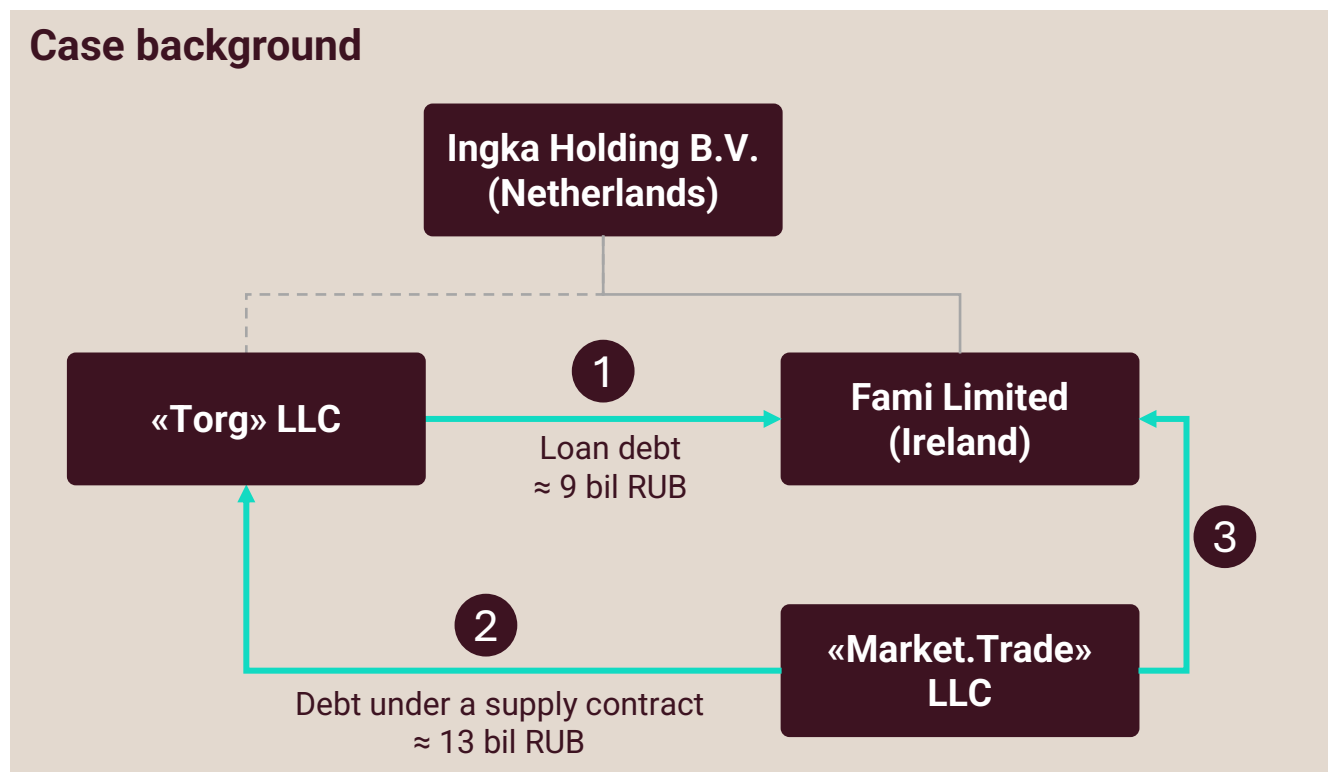 Case background
Ingka Holding B.V.
(Netherlands)
1
«Torg» LLC
Fami Limited
(Ireland)
Loan debt
≈ 9 bil RUB
3
2
«Market.Trade»
LLC
Debt under a supply contract
≈ 13 bil RUB